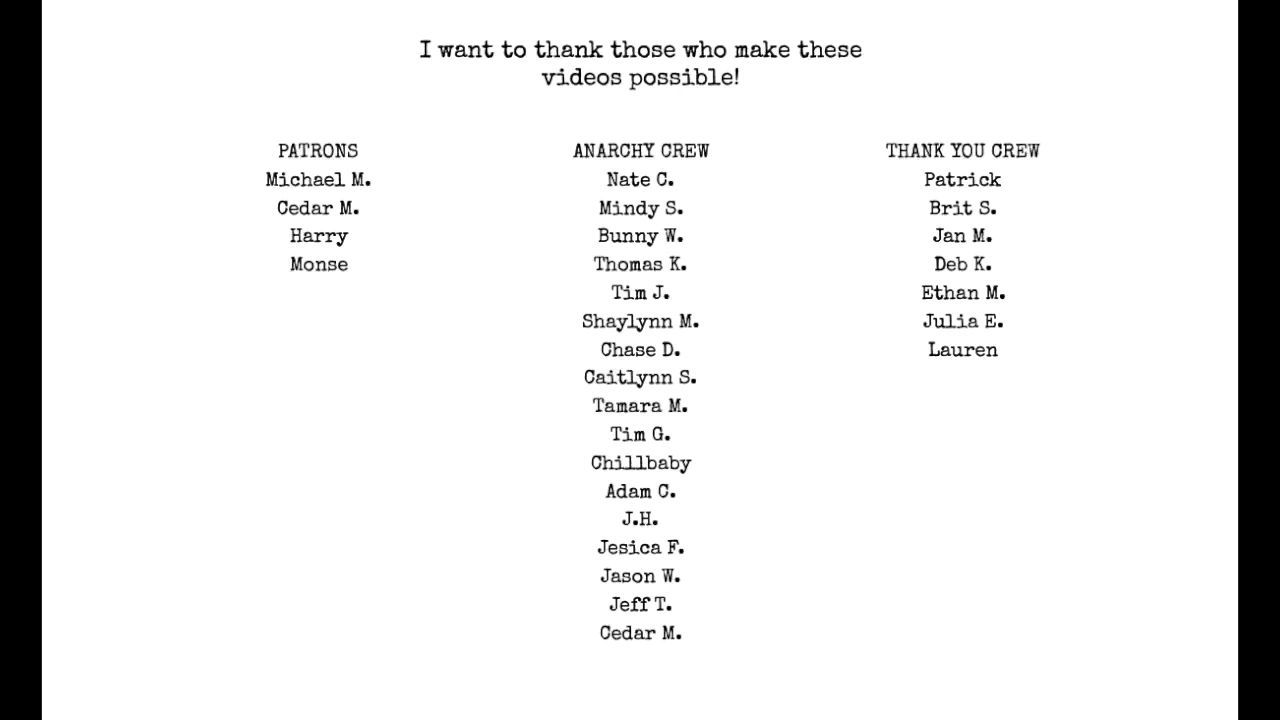 I want to thank those who make these
videos possible!
PATRONS
Michael M.
Cedar M.
Harry
Monse
ANARCHY CREW
Nate C.
Mindy S.
Bunny W.
Thomas K.
Tim J.
Shaylynn M.
Chase D.
Caitlynn S.
Tamara M.
Tim G.
Chillbaby
Adam C.
J.H.
Jesica F.
Jason W.
Jeff T.
Cedar M.
THANK YOU CREW
Patrick
Brit S.
Jan M.
Deb K.
Ethan M.
Julia E.
Lauren